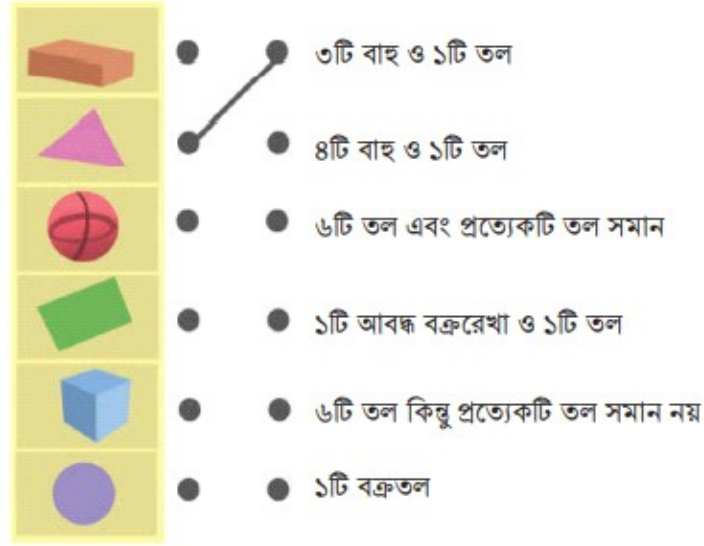 ৩টি বাহু ও ১টি তল
৪টি বাহু ও ১টি তল
৬টি তল এবং প্রত্যেকটি তল সমান
১টি আবদ্ধ বক্ররেখা ও ১টি তল
৬টি তল কিন্তু প্রত্যেকটি তল সমান নয়
১টি বক্রতল